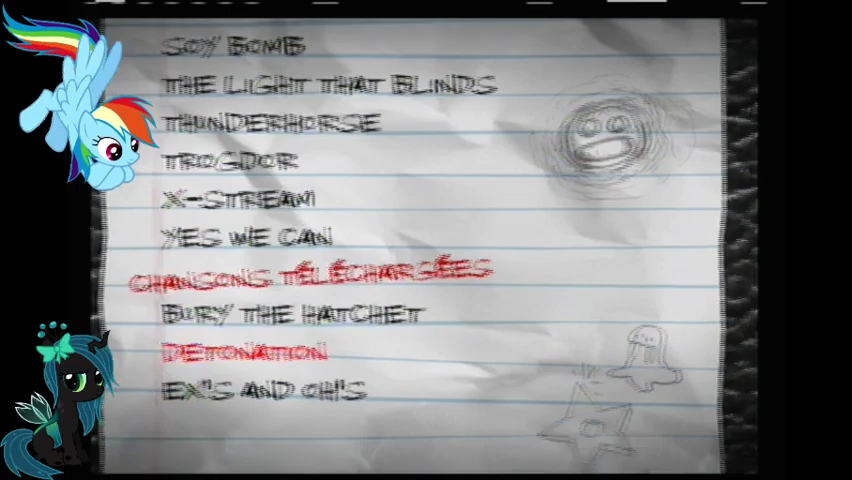 SOY BOMB
THE LIGHT THAT BLINDS
THUNDERHORSE
TROGDOR
X-STREAM
YES WE CAN
CHANSONS TÉLÉCHARGÉES
BURY THE HATCHET
DETONATION
EX'S AND OH'S